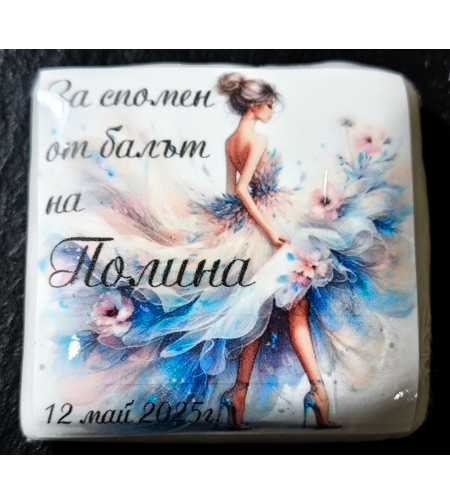 За спомен
от балът
на
Полина
12 май 2025г.